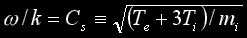 ω/k = C_s ≡ √((T_e + 3T_i)/m_i)